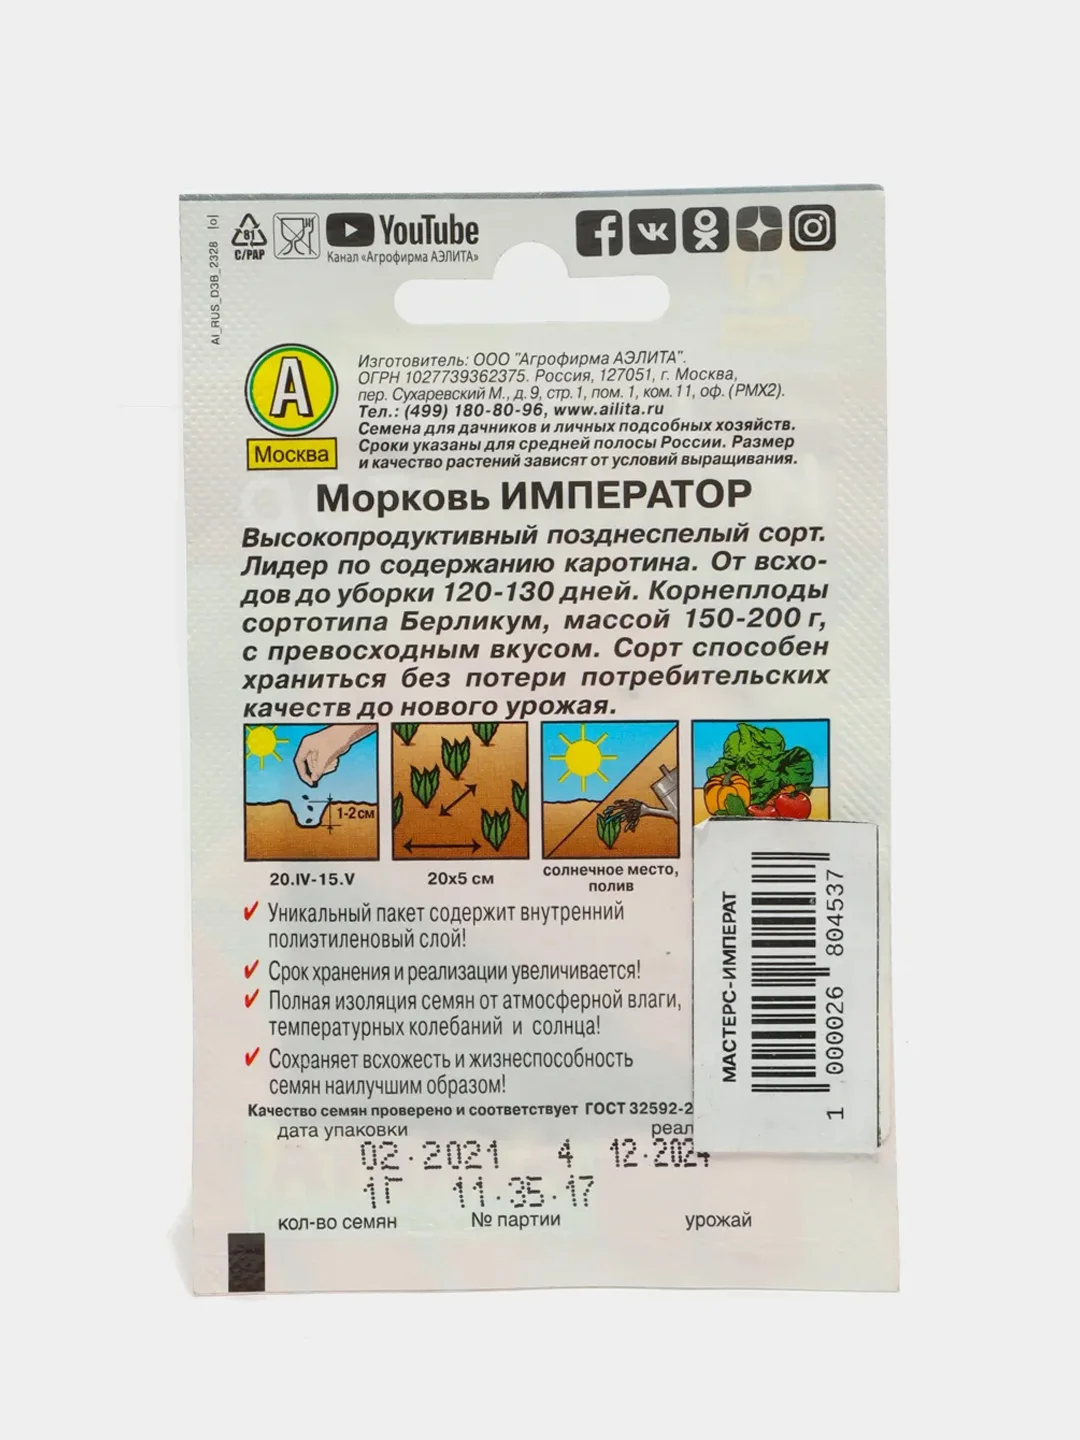 AI_RUS_D3B_2328
81
C/PAP
YouTube
Канал «Агрофирма АЭЛИТА»
А
Москва
Изготовитель: ООО "Агрофирма АЭЛИТА".
ОГРН 1027739362375. Россия, 127051, г. Москва,
пер. Сухаревский М., д. 9, стр. 1, пом. 1, ком. 11, оф. (РМХ2).
Тел.: (499) 180-80-96, www.ailita.ru
Семена для дачников и личных подсобных хозяйств.
Сроки указаны для средней полосы России. Размер
и качество растений зависят от условий выращивания.
Морковь ИМПЕРАТОР
Высокопродуктивный позднеспелый сорт.
Лидер по содержанию каротина. От всхо-
дов до уборки 120-130 дней. Корнеплоды
сортотипа Берликум, массой 150-200 г,
с превосходным вкусом. Сорт способен
храниться без потери потребительских
качеств до нового урожая.
1-2 см
20.IV-15.V
20x5 см
солнечное место,
полив
Уникальный пакет содержит внутренний
полиэтиленовый слой!
Срок хранения и реализации увеличивается!
Полная изоляция семян от атмосферной влаги,
температурных колебаний и солнца!
Сохраняет всхожесть и жизнеспособность
семян наилучшим образом!
Качество семян проверено и соответствует ГОСТ 32592-2
дата упаковки
реал
02.2021 4 12.2024
1Г 11.35.17
кол-во семян
№ партии
урожай
МАСТЕРС-ИМПЕРАТ
1 000026 804537